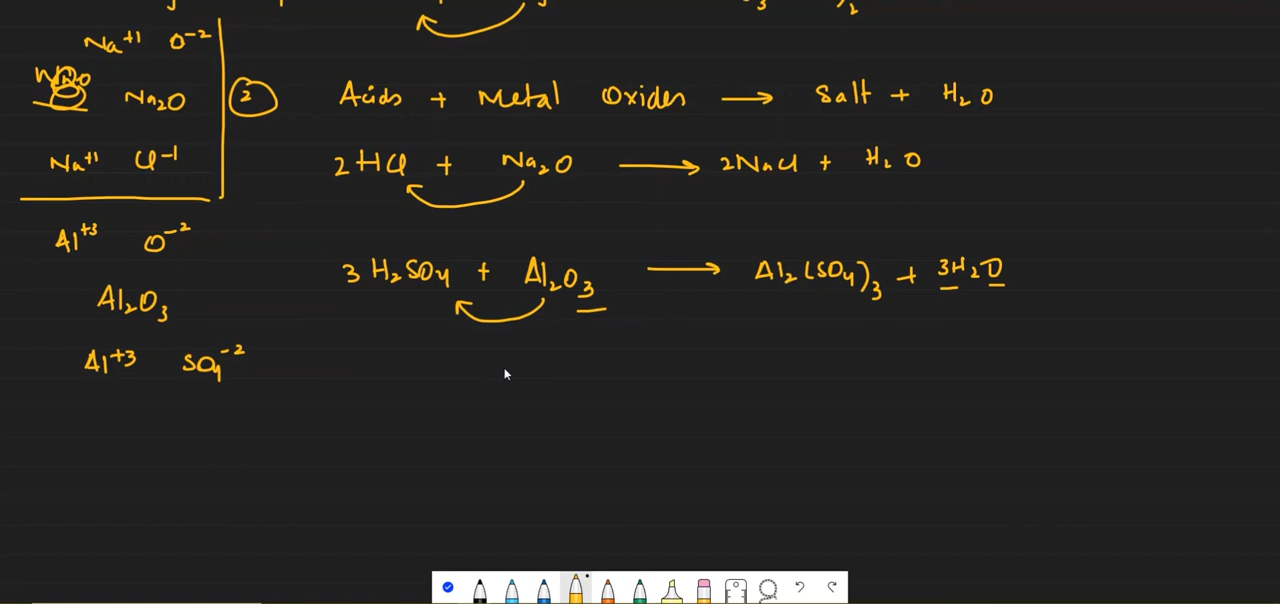 Na⁺¹ O⁻²
Na₂O
Na⁺¹ Cl⁻¹
Al⁺³ O⁻²
Al₂O₃
Al⁺³ SO₄⁻²
② Acids + Metal Oxides → Salt + H₂O
2HCl + Na₂O → 2NaCl + H₂O
3H₂SO₄ + Al₂O₃ → Al₂(SO₄)₃ + 3H₂O